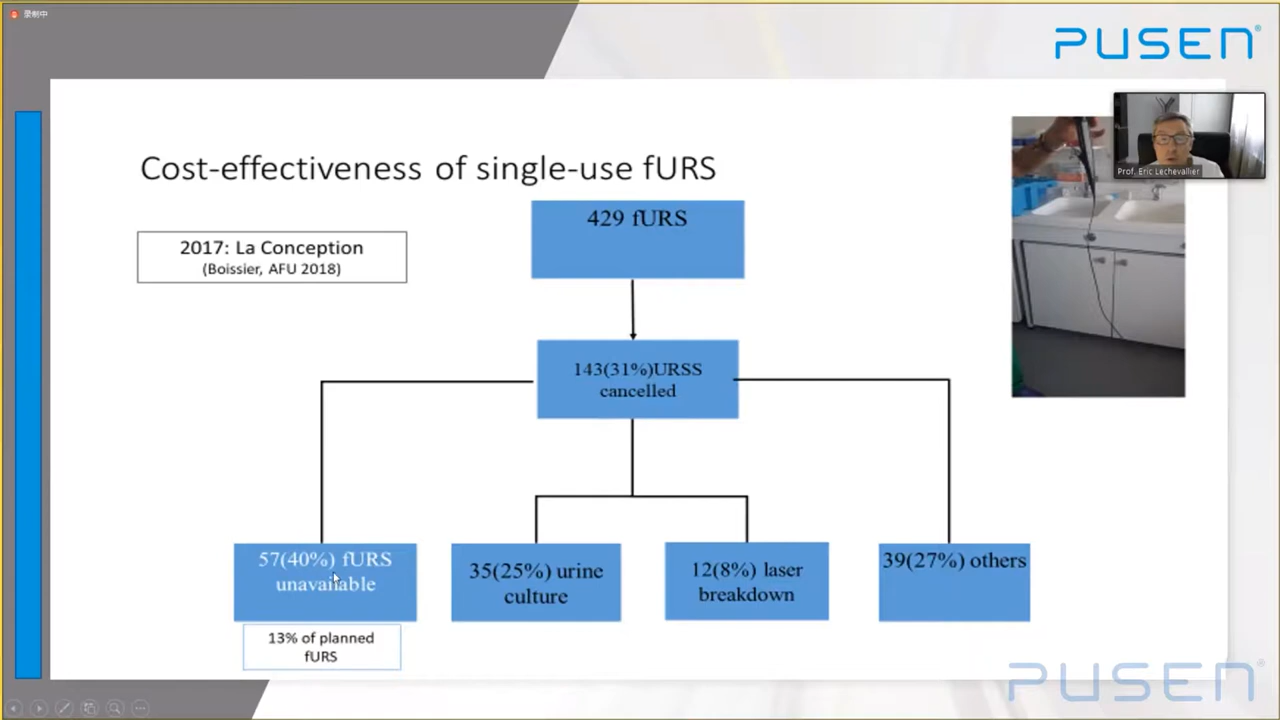 录制中
PUSEN
Prof. Eric Lechevallier
Cost-effectiveness of single-use fURS
2017: La Conception
(Boissier, AFU 2018)
429 fURS
143(31%)URSS
cancelled
57(40%) fURS
unavailable
35(25%) urine
culture
12(8%) laser
breakdown
39(27%) others
13% of planned
fURS
PUSEN